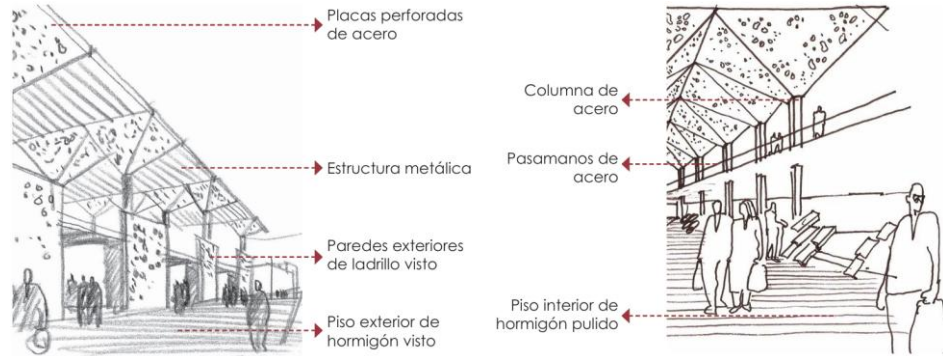 Placas perforadas
de acero
Estructura metálica
Paredes exteriores
de ladrillo visto
Piso exterior de
hormigón visto
Columna de
acero
Pasamanos de
acero
Piso interior de
hormigón pulido